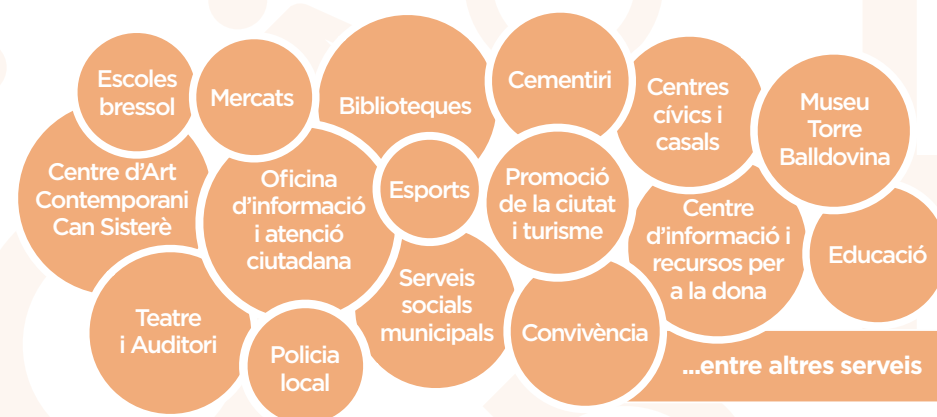 Escoles
bressol
Mercats
Biblioteques
Cementiri
Centres
cívics i
casals
Museu
Torre
Balldovina
Centre d'Art
Contemporani
Can Sisterè
Oficina
d'informació
i atenció
ciutadana
Esports
Promoció
de la ciutat
i turisme
Centre
d'informació i
recursos per
a la dona
Educació
Teatre
i Auditori
Policia
local
Serveis
socials
municipals
Convivència
...entre altres serveis